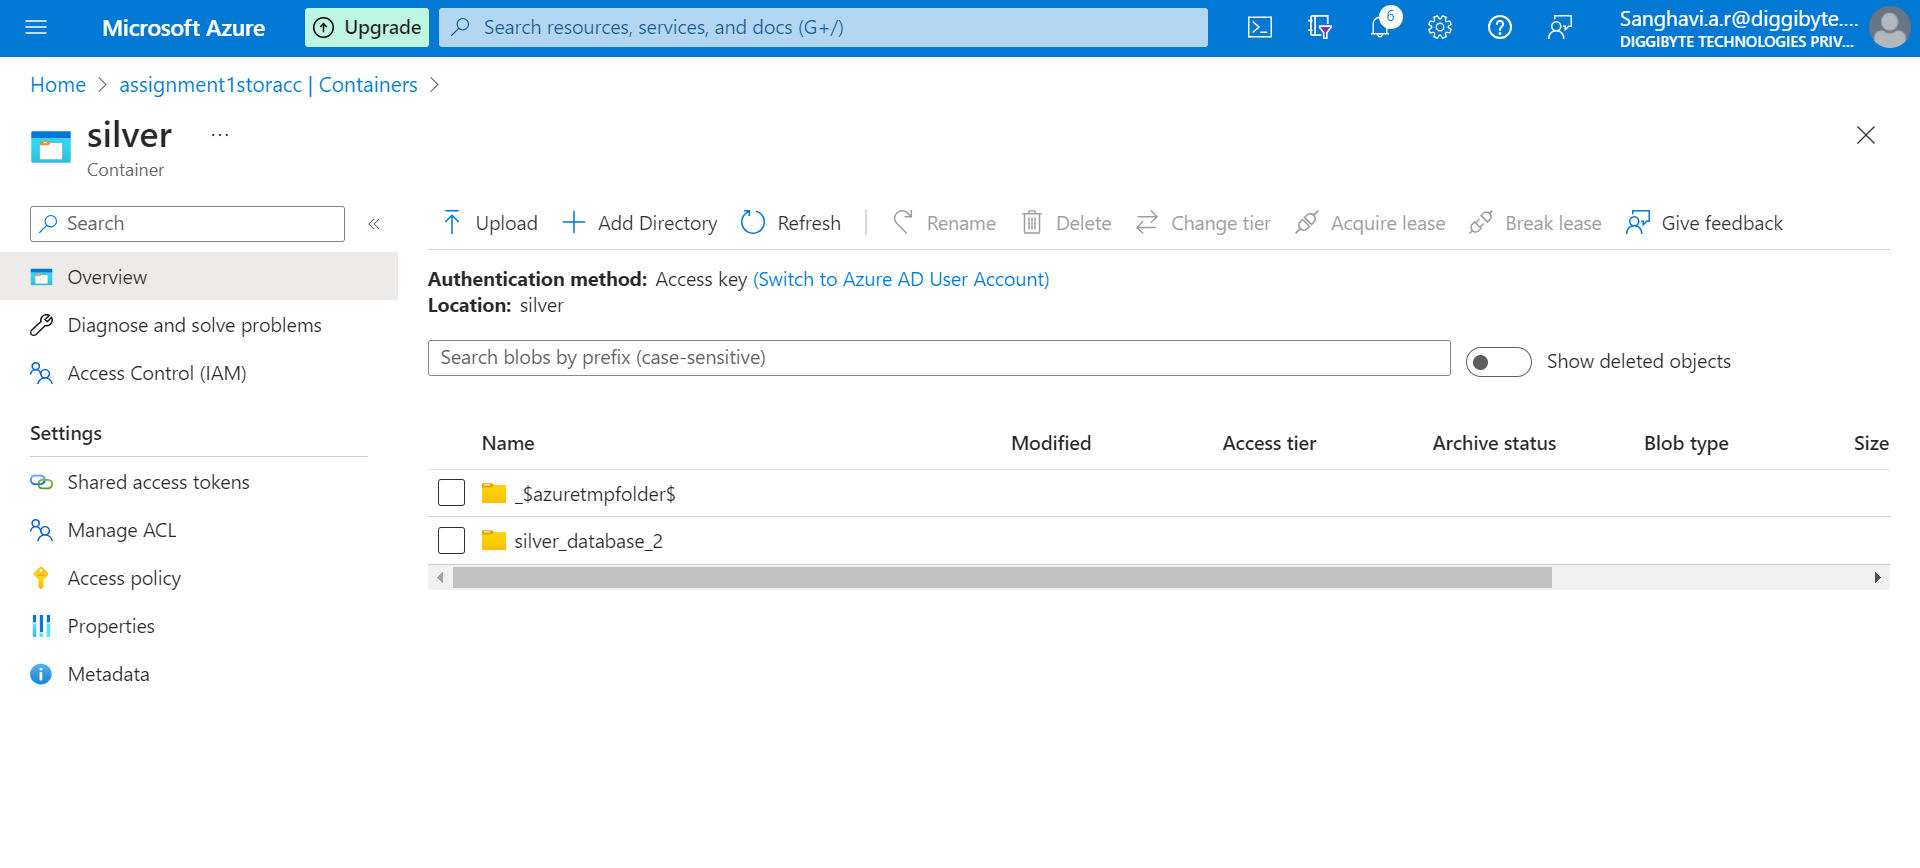 Microsoft Azure
Upgrade
Search resources, services, and docs (G+/)
6
Sanghavi.a.r@diggibyte....
DIGGIBYTE TECHNOLOGIES PRIV...
Home > assignment1storacc | Containers >
silver ...
Container
Search
«
Overview
Diagnose and solve problems
Access Control (IAM)
Settings
Shared access tokens
Manage ACL
Access policy
Properties
Metadata
Upload Add Directory Refresh Rename Delete Change tier Acquire lease Break lease Give feedback
Authentication method: Access key (Switch to Azure AD User Account)
Location: silver
Search blobs by prefix (case-sensitive)
Show deleted objects
Name Modified Access tier Archive status Blob type Size
_$azuretmpfolder$
silver_database_2